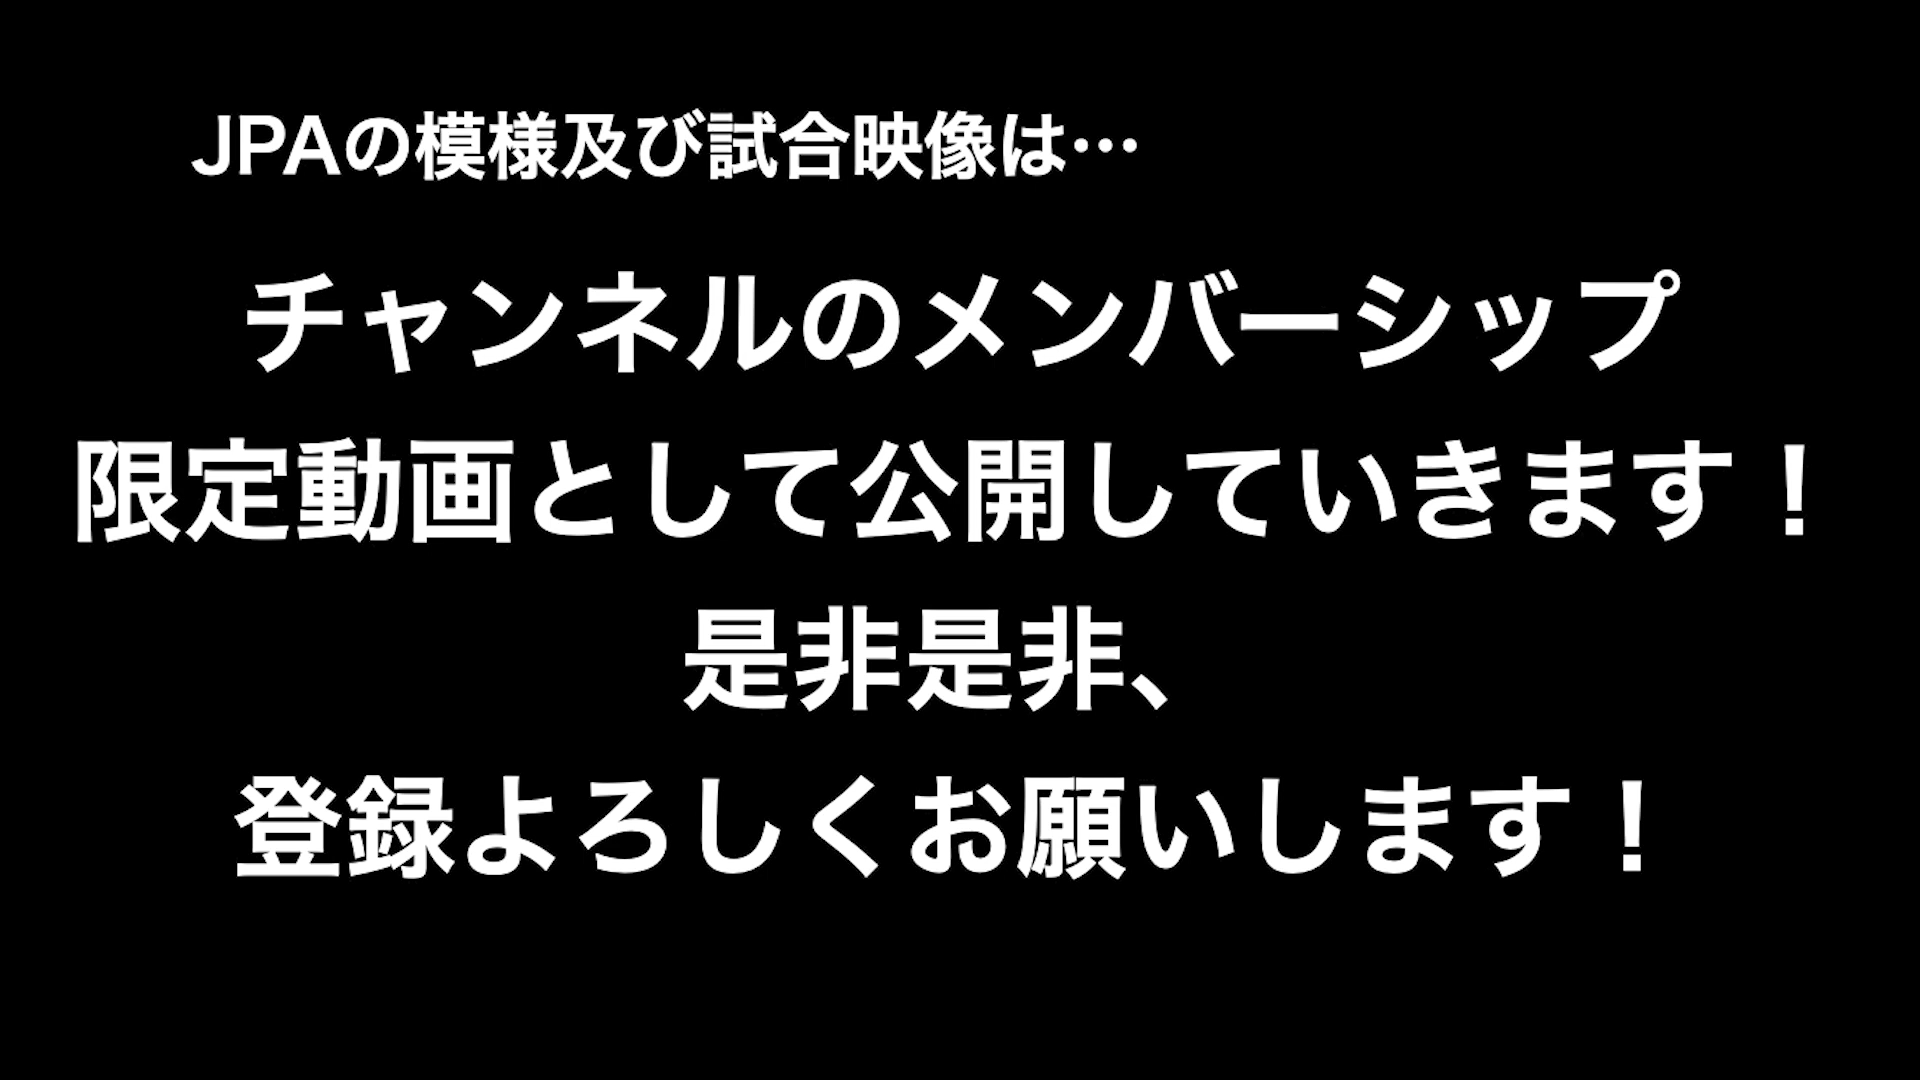 JPAの模様及び試合映像は…
チャンネルのメンバーシップ
限定動画として公開していきます！
是非是非、
登録よろしくお願いします！